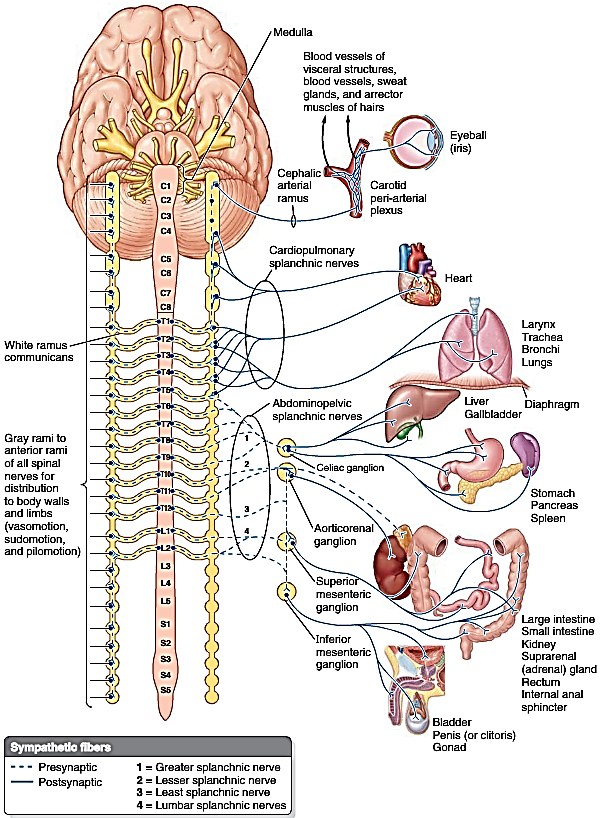 Medulla
Blood vessels of
visceral structures,
blood vessels, sweat
glands, and arrector
muscles of hairs
Eyeball
(iris)
Cephalic
arterial
ramus
Carotid
peri-arterial
plexus
C1
C2
C3
C4
C5
C6
C7
C8
T1
T2
T3
T4
T5
T6
T7
T8
T9
T10
T11
T12
L1
L2
L3
L4
L5
S1
S2
S3
S4
S5
Cardiopulmonary
splanchnic nerves
Heart
White ramus
communicans
Larynx
Trachea
Bronchi
Lungs
Liver
Gallbladder
Diaphragm
Abdominopelvic
splanchnic nerves
1
2
3
4
Celiac ganglion
Stomach
Pancreas
Spleen
Gray rami to
anterior rami
of all spinal
nerves for
distribution
to body walls
and limbs
(vasomotion,
sudomotion,
and pilomotion)
Aorticorenal
ganglion
Superior
mesenteric
ganglion
Inferior
mesenteric
ganglion
Large intestine
Small intestine
Kidney
Suprarenal
(adrenal) gland
Rectum
Internal anal
sphincter
Bladder
Penis (or clitoris)
Gonad
Sympathetic fibers
Presynaptic
Postsynaptic
1 = Greater splanchnic nerve
2 = Lesser splanchnic nerve
3 = Least splanchnic nerve
4 = Lumbar splanchnic nerves